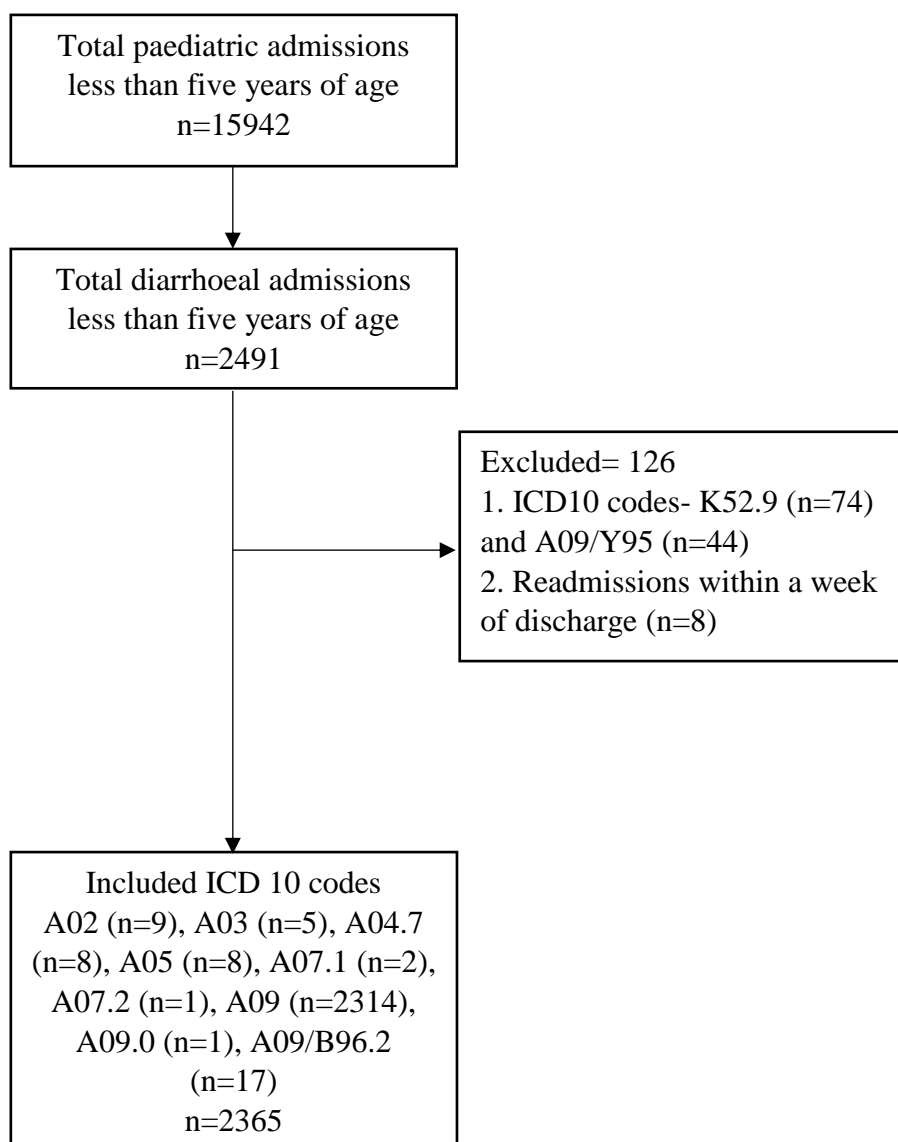 Total paediatric admissions
less than five years of age
n=15942
Total diarrhoeal admissions
less than five years of age
n=2491
Excluded= 126
1. ICD10 codes- K52.9 (n=74)
and A09/Y95 (n=44)
2. Readmissions within a week
of discharge (n=8)
Included ICD 10 codes
A02 (n=9), A03 (n=5), A04.7
(n=8), A05 (n=8), A07.1 (n=2),
A07.2 (n=1), A09 (n=2314),
A09.0 (n=1), A09/B96.2
(n=17)
n=2365